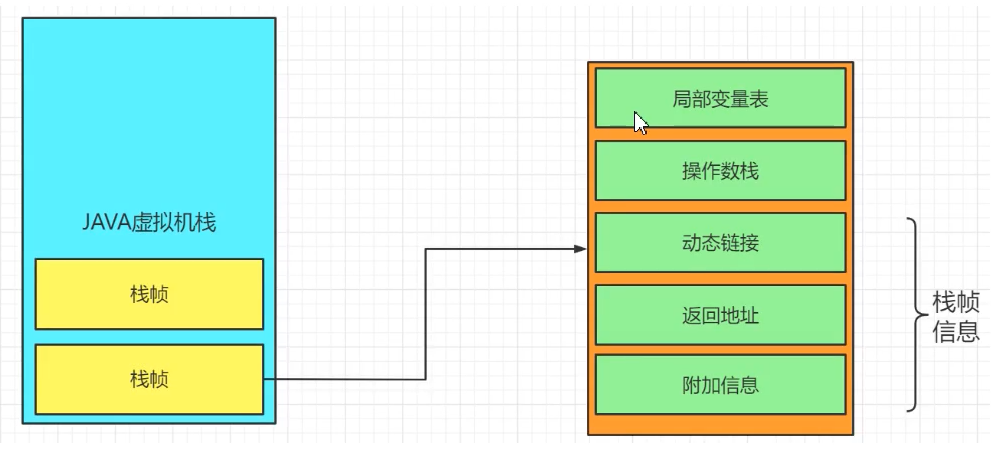 JAVA虚拟机栈
栈帧
栈帧
局部变量表
操作数栈
动态链接
返回地址
附加信息
栈帧
信息